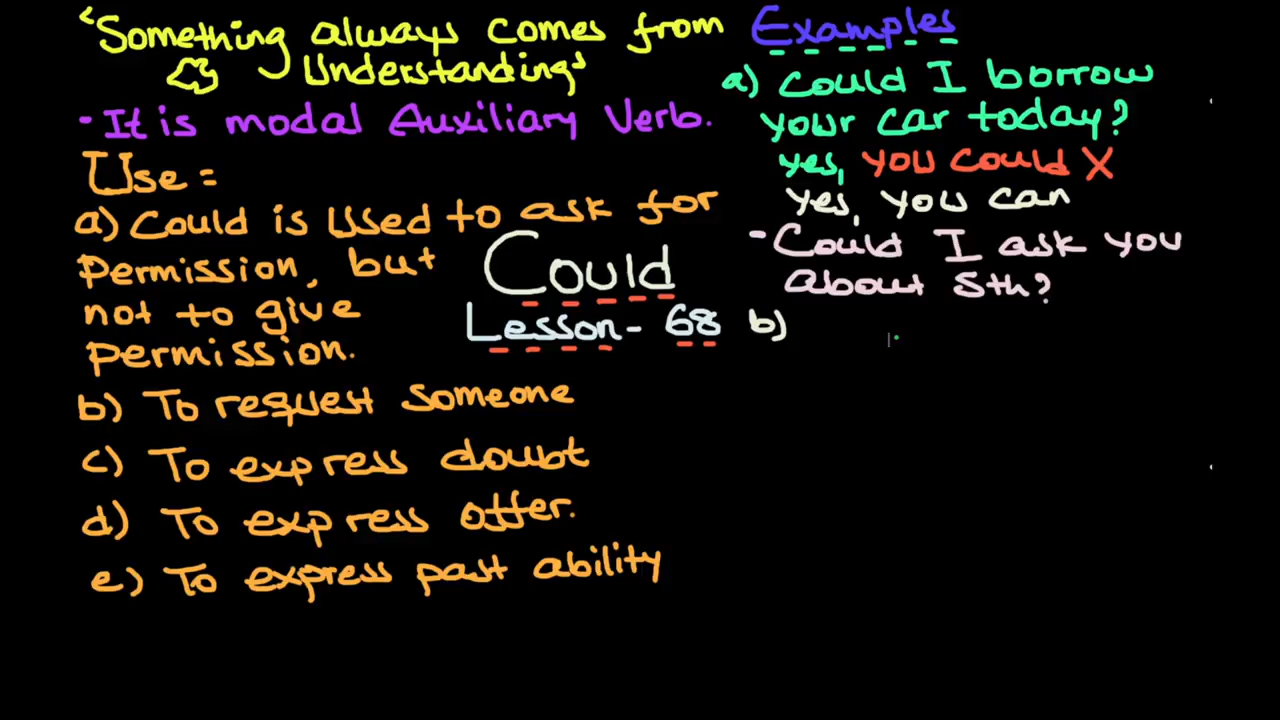 ‘Something always comes from
Understanding’
- It is modal Auxiliary Verb.
Use =
a) Could is used to ask for
permission, but
not to give
permission.
b) To request someone
c) To express doubt
d) To express offer.
e) To express past ability
Could
Lesson - 68
Examples
a) Could I borrow
your car today?
yes, you could X
yes, you can
- Could I ask you
about sth?
b)